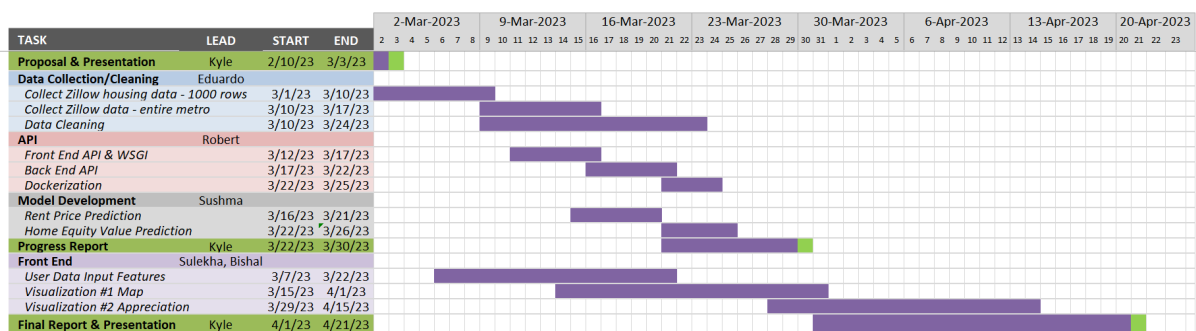 2-Mar-2023 9-Mar-2023 16-Mar-2023 23-Mar-2023 30-Mar-2023 6-Apr-2023 13-Apr-2023 20-Apr-2023
TASK LEAD START END 2 3 4 5 6 7 8 9 10 11 12 13 14 15 16 17 18 19 20 21 22 23 24 25 26 27 28 29 30 31 1 2 3 4 5 6 7 8 9 10 11 12 13 14 15 16 17 18 19 20 21 22 23
Proposal & Presentation Kyle 2/10/23 3/3/23
Data Collection/Cleaning Eduardo
Collect Zillow housing data - 1000 rows 3/1/23 3/10/23
Collect Zillow data - entire metro 3/10/23 3/17/23
Data Cleaning 3/10/23 3/24/23
API Robert
Front End API & WSGI 3/12/23 3/17/23
Back End API 3/17/23 3/22/23
Dockerization 3/22/23 3/25/23
Model Development Sushma
Rent Price Prediction 3/16/23 3/21/23
Home Equity Value Prediction 3/22/23 3/26/23
Progress Report Kyle 3/22/23 3/30/23
Front End Sulekha, Bishal
User Data Input Features 3/7/23 3/22/23
Visualization #1 Map 3/15/23 4/1/23
Visualization #2 Appreciation 3/29/23 4/15/23
Final Report & Presentation Kyle 4/1/23 4/21/23